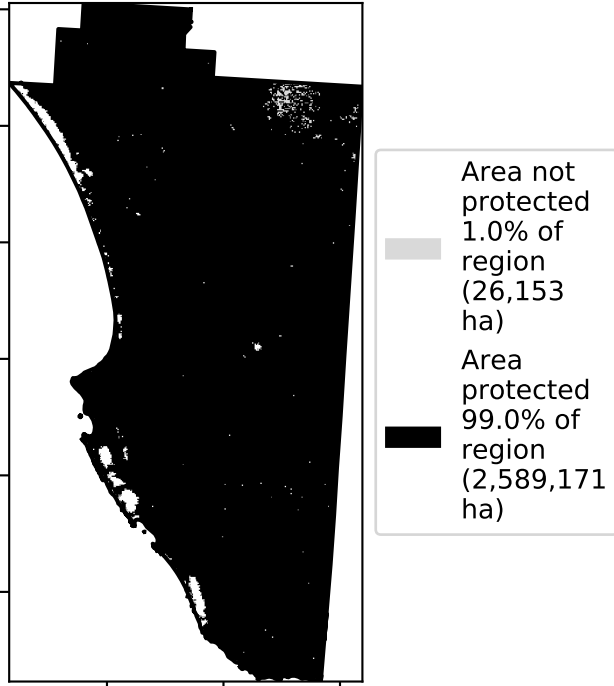 Area not
protected
1.0% of
region
(26,153
ha)
Area
protected
99.0% of
region
(2,589,171
ha)